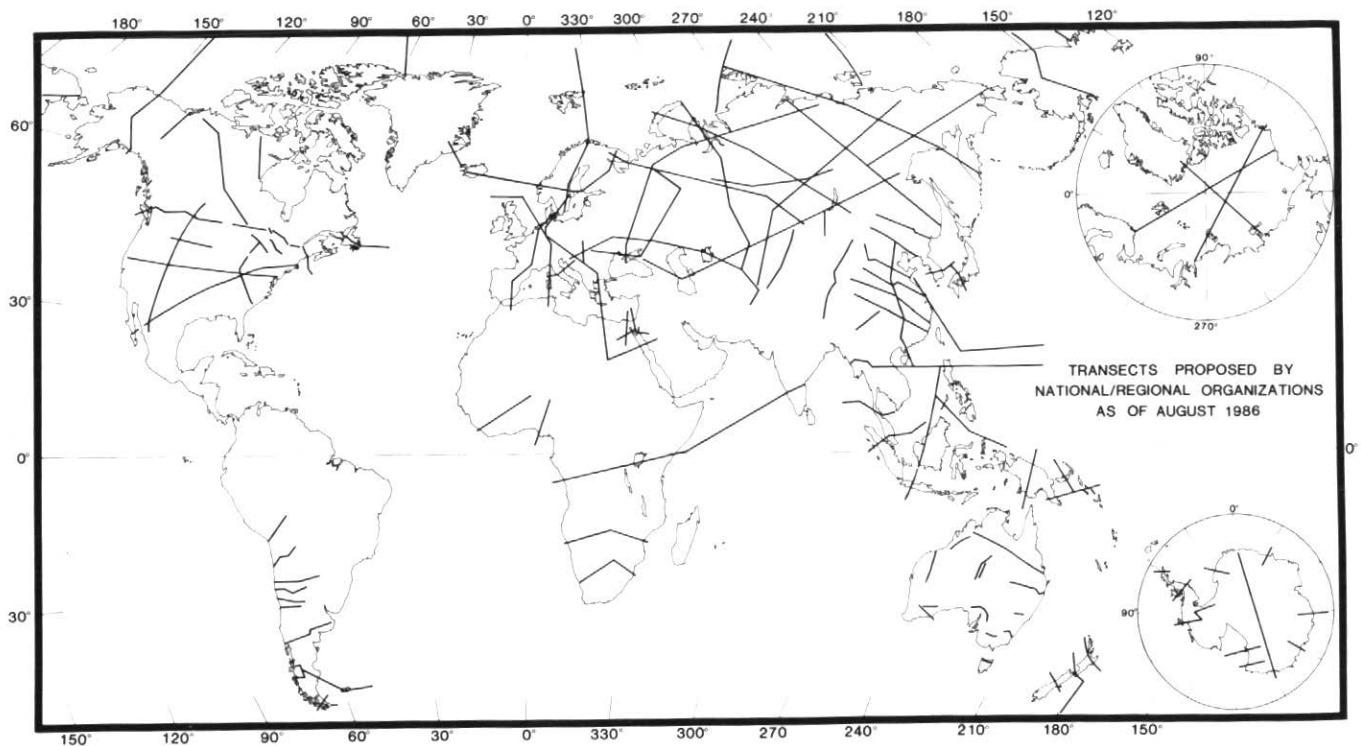 180° 150° 120° 90° 60° 30° 0° 330° 300° 270° 240° 210° 180° 150° 120°
90°
60°
0°
30°
270°
TRANSECTS PROPOSED BY
NATIONAL/REGIONAL ORGANIZATIONS
AS OF AUGUST 1986
0°
0°
0°
90°
30°
150° 120° 90° 60° 30° 0° 330° 300° 270° 240° 210° 180° 150°